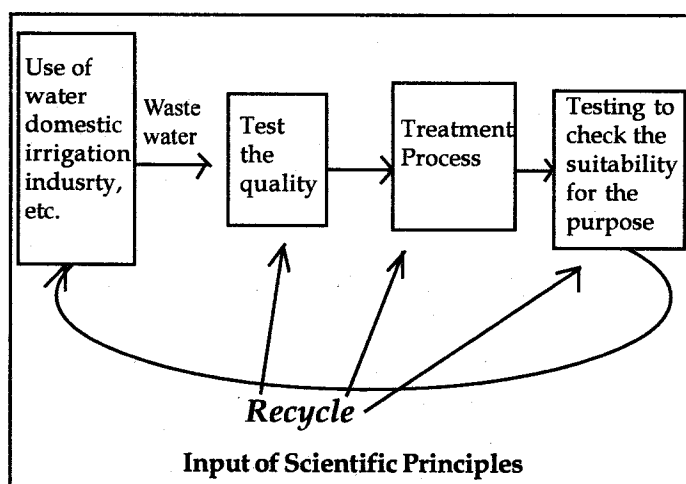 Use of
water
domestic
irrigation
indusrty,
etc.
Waste
water
Test
the
quality
Treatment
Process
Testing to
check the
suitability
for the
purpose
Recycle
Input of Scientific Principles